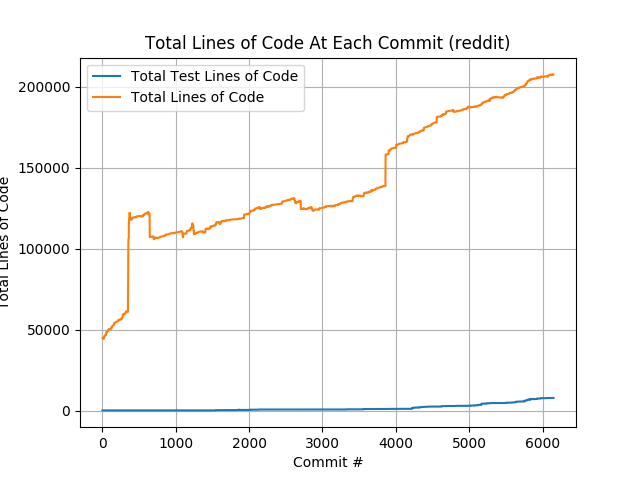 Total Lines of Code At Each Commit (reddit)
Total Test Lines of Code
Total Lines of Code
200000
150000
100000
50000
0
Total Lines of Code
0 1000 2000 3000 4000 5000 6000
Commit #